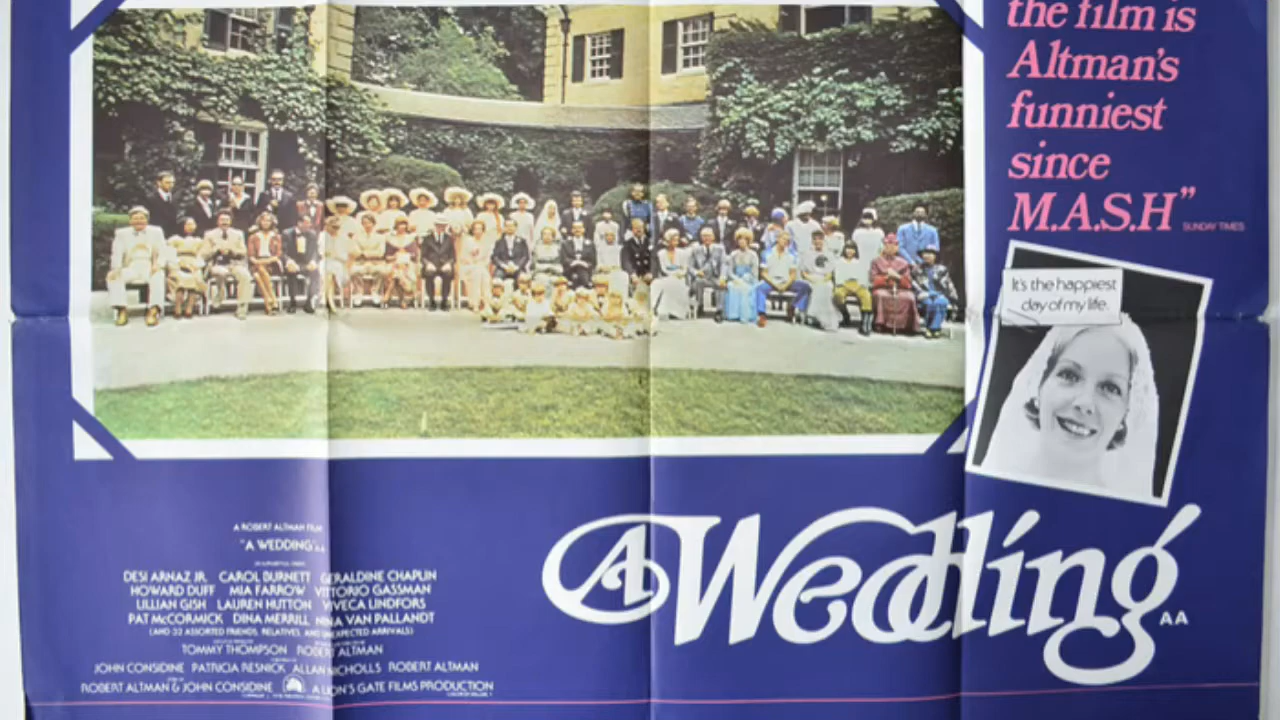 the film is
Altman's
funniest
since
M.A.S.H"
SUNDAY TIMES
It's the happiest
day of my life.
A ROBERT ALTMAN FILM
"A WEDDING"
DESI ARNAZ JR. CAROL BURNETT GERALDINE CHAPLIN
HOWARD DUFF MIA FARROW VITTORIO GASSMAN
LILLIAN GISH LAUREN HUTTON VIVECA LINDFORS
PAT McCORMICK DINA MERRILL NINA VAN PALLANDT
(AND 32 ASSORTED FRIENDS, RELATIVES, AND UNEXPECTED ARRIVALS)
TOMMY THOMPSON ROBERT ALTMAN
JOHN CONSIDINE PATRICIA RESNICK ALLAN NICHOLLS ROBERT ALTMAN
ROBERT ALTMAN & JOHN CONSIDINE A LION'S GATE FILMS PRODUCTION
A Wedding AA